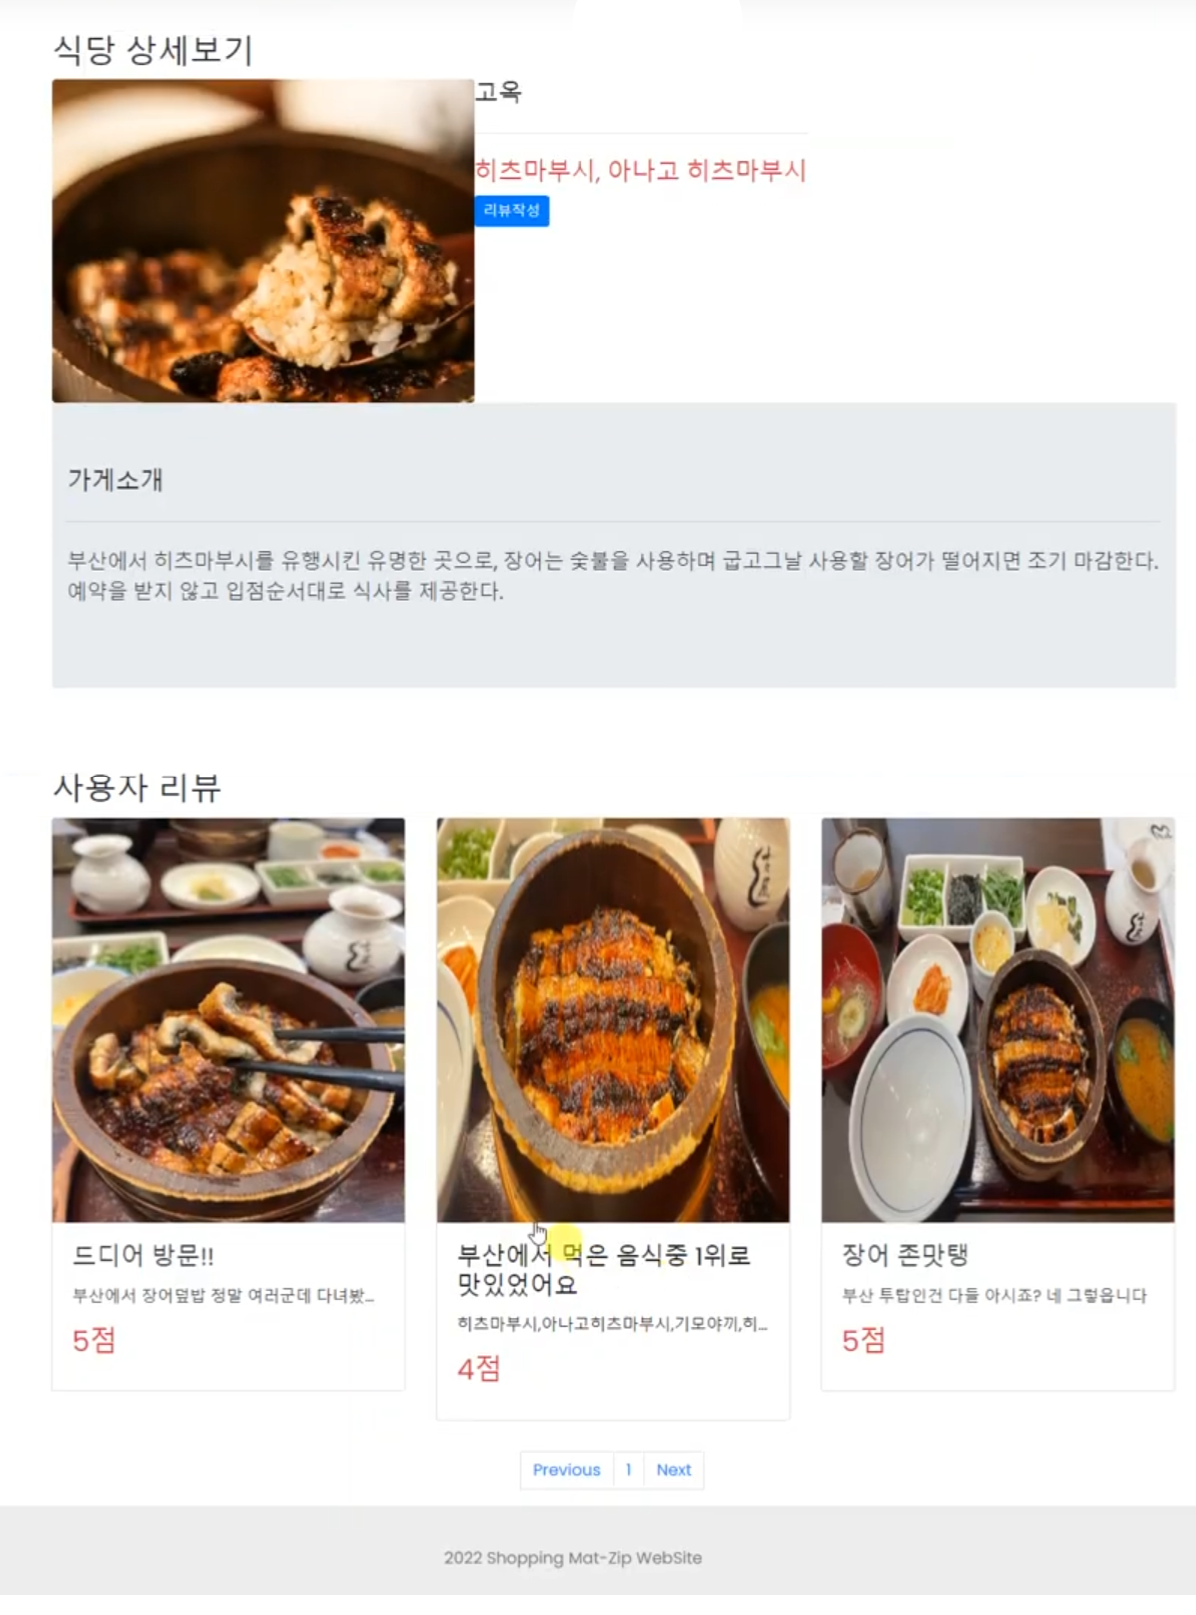 식당 상세보기
고옥
히츠마부시, 아나고 히츠마부시
리뷰작성
가게소개
부산에서 히츠마부시를 유행시킨 유명한 곳으로, 장어는 숯불을 사용하며 굽고그날 사용할 장어가 떨어지면 조기 마감한다.
예약을 받지 않고 입점순서대로 식사를 제공한다.
사용자 리뷰
드디어 방문!!
부산에서 장어덮밥 정말 여러군데 다녀봤...
5점
부산에서 먹은 음식중 1위로
맛있었어요
히츠마부시,아나고히츠마부시,기모야끼,히...
4점
장어 존맛탱
부산 투탑인건 다들 아시죠? 네 그렇읍니다
5점
Previous 1 Next
2022 Shopping Mat-Zip WebSite